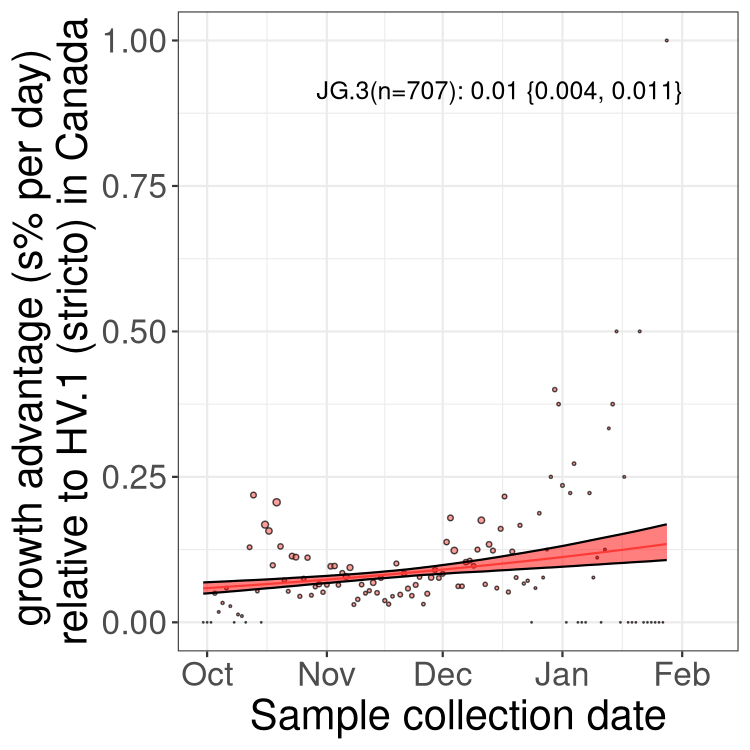 growth advantage (s% per day)
relative to HV.1 (stricto) in Canada
1.00
JG.3(n=707): 0.01 {0.004, 0.011}
0.75
0.50
0.25
0.00
Oct Nov Dec Jan Feb
Sample collection date